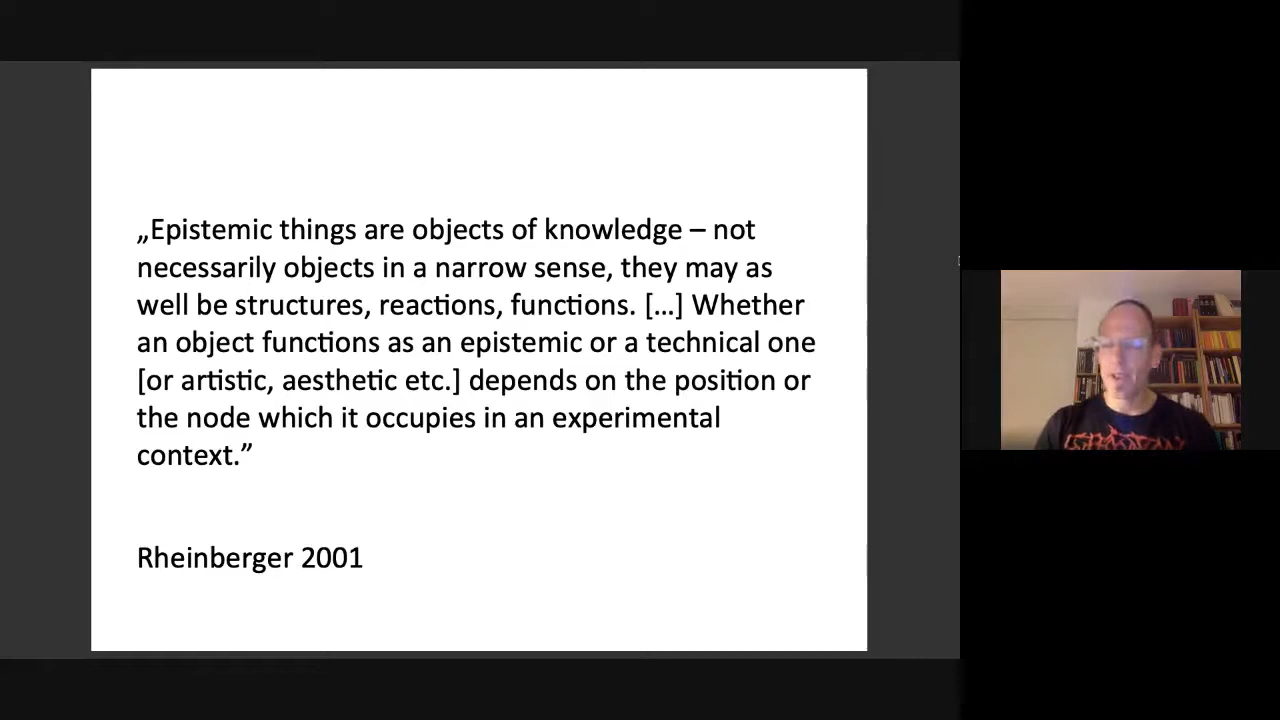 „Epistemic things are objects of knowledge – not
necessarily objects in a narrow sense, they may as
well be structures, reactions, functions. […] Whether
an object functions as an epistemic or a technical one
[or artistic, aesthetic etc.] depends on the position or
the node which it occupies in an experimental
context.”
Rheinberger 2001